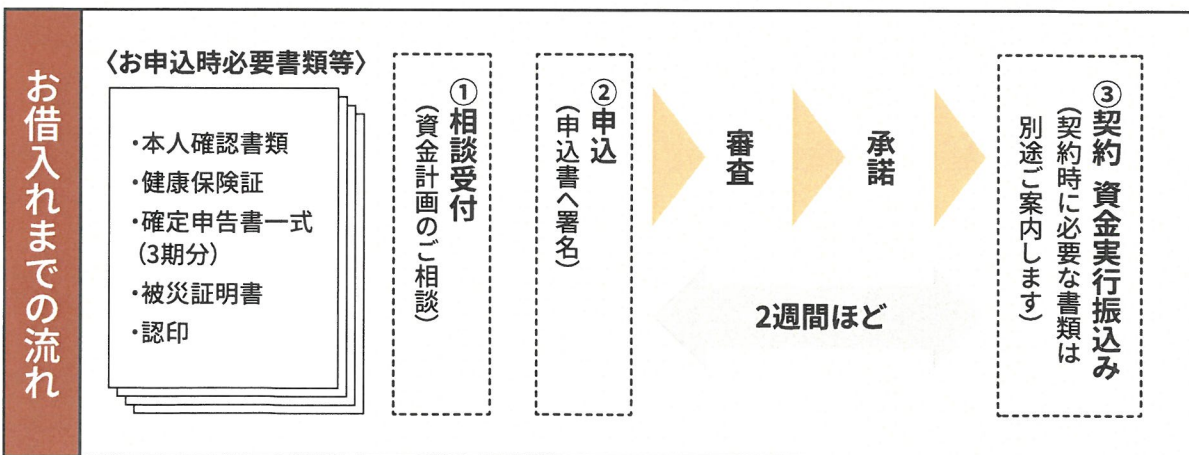 お借入れまでの流れ
〈お申込時必要書類等〉
・本人確認書類
・健康保険証
・確定申告書一式
（3期分）
・被災証明書
・認印
①相談受付
（資金計画のご相談）
②申込
（申込書へ署名）
審査
承諾
2週間ほど
③契約 資金実行振込み
（契約時に必要な書類は
別途ご案内します）